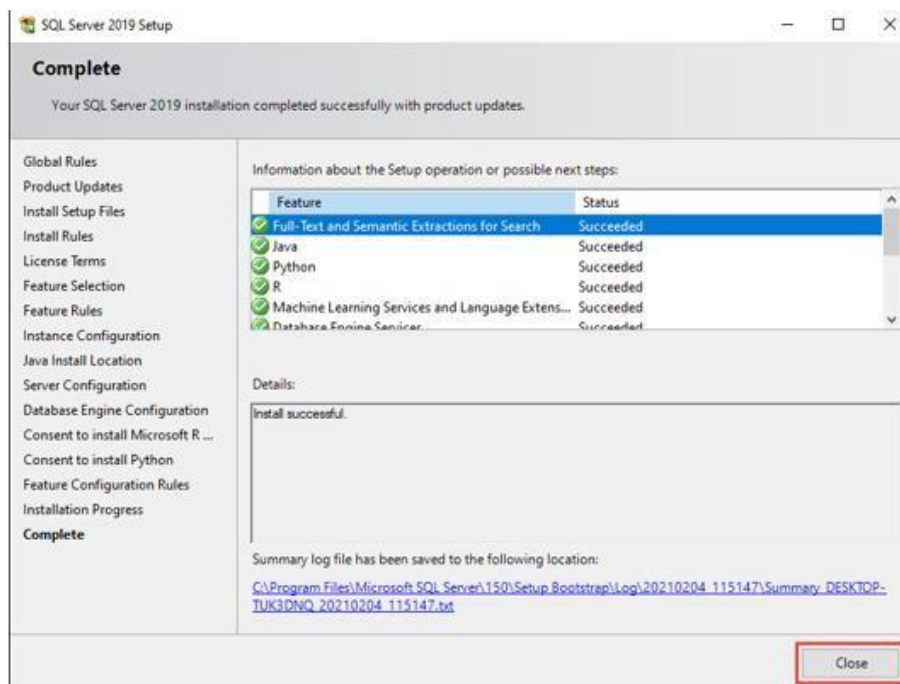 SQL Server 2019 Setup
Complete
Your SQL Server 2019 installation completed successfully with product updates.
Global Rules
Product Updates
Install Setup Files
Install Rules
License Terms
Feature Selection
Feature Rules
Instance Configuration
Java Install Location
Server Configuration
Database Engine Configuration
Consent to install Microsoft R ...
Consent to install Python
Feature Configuration Rules
Installation Progress
Complete
Information about the Setup operation or possible next steps:
Feature Status
Full-Text and Semantic Extractions for Search Succeeded
Java Succeeded
Python Succeeded
R Succeeded
Machine Learning Services and Language Extens... Succeeded
Database Engine Services Succeeded
Details:
Install successful.
Summary log file has been saved to the following location:
C:\Program Files\Microsoft SQL Server\150\Setup Bootstrap\Log\20210204_115147\Summary_DESKTOP-
TUK3DNQ_20210204_115147.txt
Close